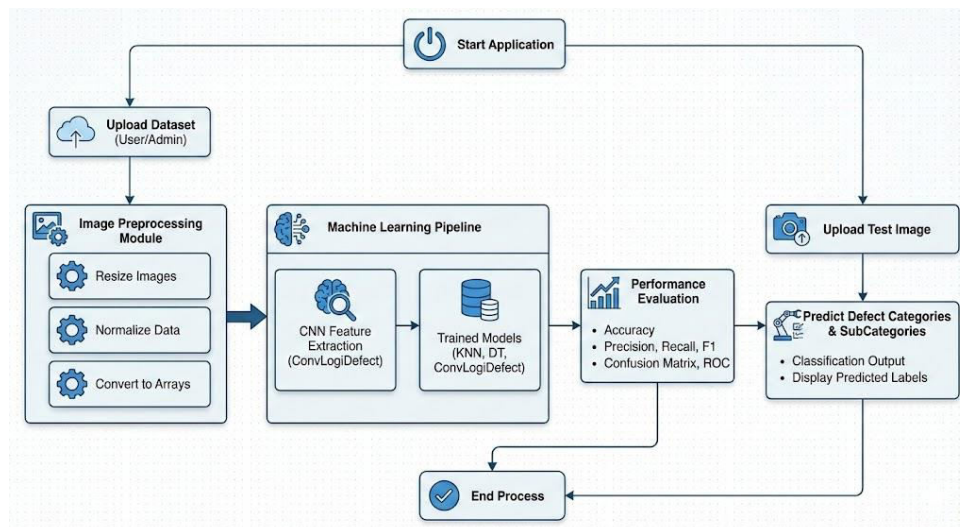 Start Application
Upload Dataset
(User/Admin)
Image Preprocessing
Module
Resize Images
Normalize Data
Convert to Arrays
Machine Learning Pipeline
CNN Feature
Extraction
(ConvLogiDefect)
Trained Models
(KNN, DT,
ConvLogiDefect)
Performance
Evaluation
• Accuracy
• Precision, Recall, F1
• Confusion Matrix, ROC
Upload Test Image
Predict Defect Categories
& SubCategories
• Classification Output
• Display Predicted Labels
End Process